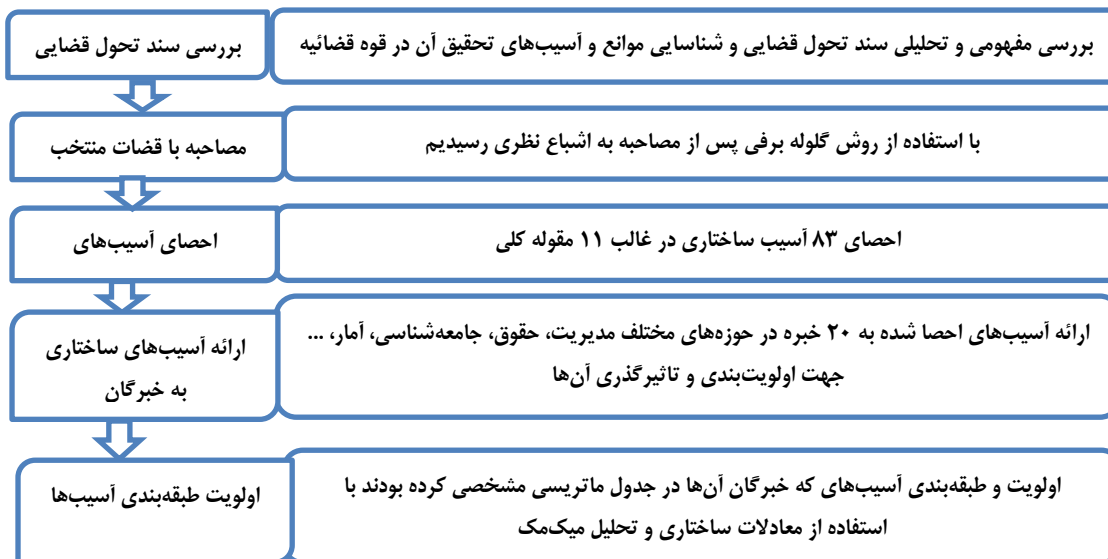 بررسی سند تحول قضایی
بررسی مفهومی و تحلیلی سند تحول قضایی و شناسایی موانع و آسیب‌های تحقیق آن در قوه قضائیه
مصاحبه با قضات منتخب
با استفاده از روش گلوله برفی پس از مصاحبه به اشباع نظری رسیدیم
احصای آسیب‌های
احصای ۸۳ آسیب ساختاری در غالب ۱۱ مقوله کلی
ارائه آسیب‌های ساختاری
به خبرگان
ارائه آسیب‌های احصا شده به ۲۰ خبره در حوزه‌های مختلف مدیریت، حقوق، جامعه‌شناسی، آمار، ...
جهت اولویت‌بندی و تاثیرگذری آن‌ها
اولویت طبقه‌بندی آسیب‌ها
اولویت و طبقه‌بندی آسیب‌های که خبرگان آن‌ها در جدول ماتریسی مشخصی کرده بودند با
استفاده از معادلات ساختاری و تحلیل میک‌مک